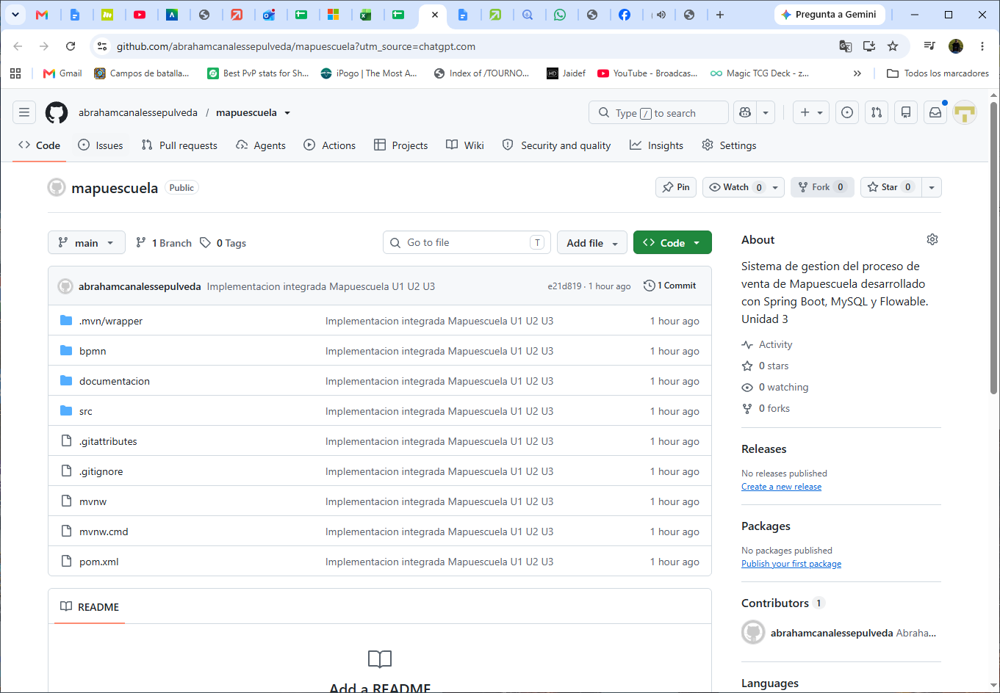 Pregunta a Gemini
github.com/abrahamcanalessepulveda/mapuescuela?utm_source=chatgpt.com
Gmail
Campos de batalla...
Best PvP stats for Sh...
iPogo | The Most A...
Index of /TOURNO...
Jaidef
YouTube - Broadcas...
Magic TCG Deck - z...
Todos los marcadores
abrahamcanalessepulveda / mapuescuela
Type / to search
Code
Issues
Pull requests
Agents
Actions
Projects
Wiki
Security and quality
Insights
Settings
mapuescuela Public
Pin
Watch 0
Fork 0
Star 0
main
1 Branch
0 Tags
Go to file T
Add file
Code
abrahamcanalessepulveda Implementacion integrada Mapuescuela U1 U2 U3 e21d819 · 1 hour ago 1 Commit
.mvn/wrapper Implementacion integrada Mapuescuela U1 U2 U3 1 hour ago
bpmn Implementacion integrada Mapuescuela U1 U2 U3 1 hour ago
documentacion Implementacion integrada Mapuescuela U1 U2 U3 1 hour ago
src Implementacion integrada Mapuescuela U1 U2 U3 1 hour ago
.gitattributes Implementacion integrada Mapuescuela U1 U2 U3 1 hour ago
.gitignore Implementacion integrada Mapuescuela U1 U2 U3 1 hour ago
mvnw Implementacion integrada Mapuescuela U1 U2 U3 1 hour ago
mvnw.cmd Implementacion integrada Mapuescuela U1 U2 U3 1 hour ago
pom.xml Implementacion integrada Mapuescuela U1 U2 U3 1 hour ago
README
Add a README
About
Sistema de gestion del proceso de
venta de Mapuescuela desarrollado
con Spring Boot, MySQL y Flowable.
Unidad 3
Activity
0 stars
0 watching
0 forks
Releases
No releases published
Create a new release
Packages
No packages published
Publish your first package
Contributors 1
abrahamcanalessepulveda Abraha...
Languages